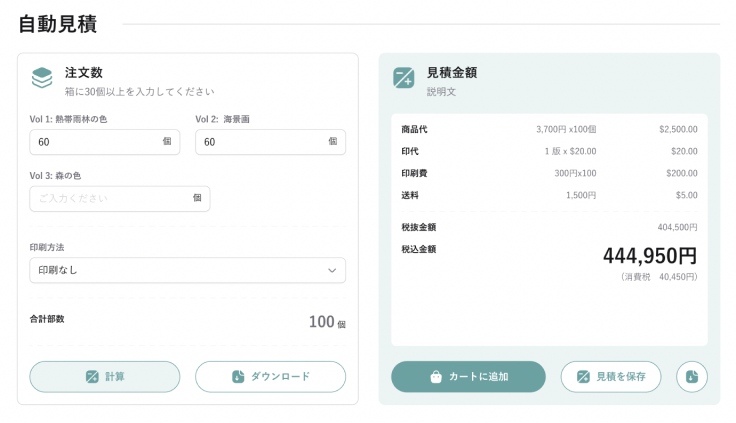 自動見積
注文数
箱に30個以上を入力してください
Vol 1: 熱帯雨林の色
Vol 2: 海景画
60 個
60 個
Vol 3: 森の色
ご入力ください 個
印刷方法
印刷なし
合計部数 100 個
計算
ダウンロード
見積金額
説明文
商品代 3,700円 x100個 $2,500.00
印代 1 版 x $20.00 $20.00
印刷費 300円x100 $200.00
送料 1,500円 $5.00
税抜金額 404,500円
税込金額 444,950円
(消費税 40,450円)
カートに追加
見積を保存